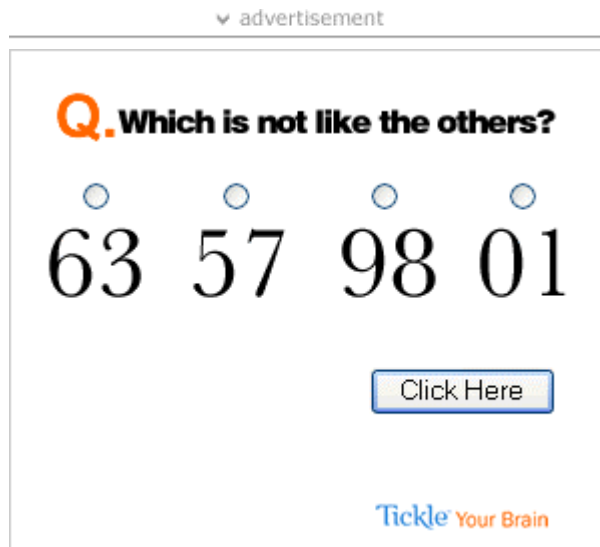 advertisement
Q. Which is not like the others?
63 57 98 01
Click Here
Tickle Your Brain